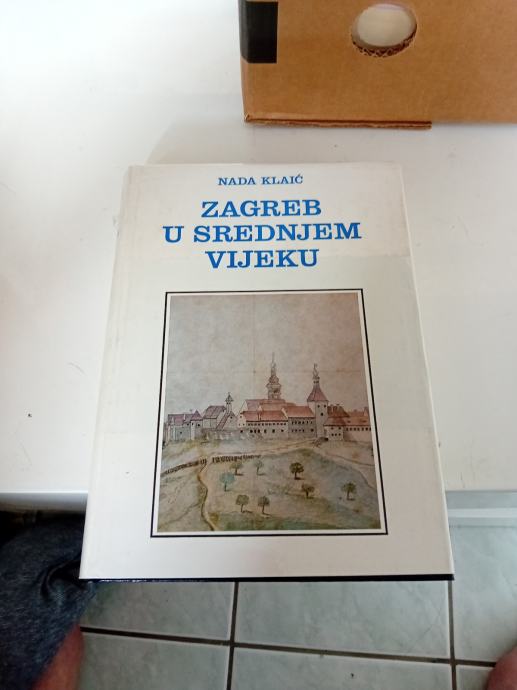 NADA KLAIĆ
ZAGREB
U SREDNJEM
VIJEKU